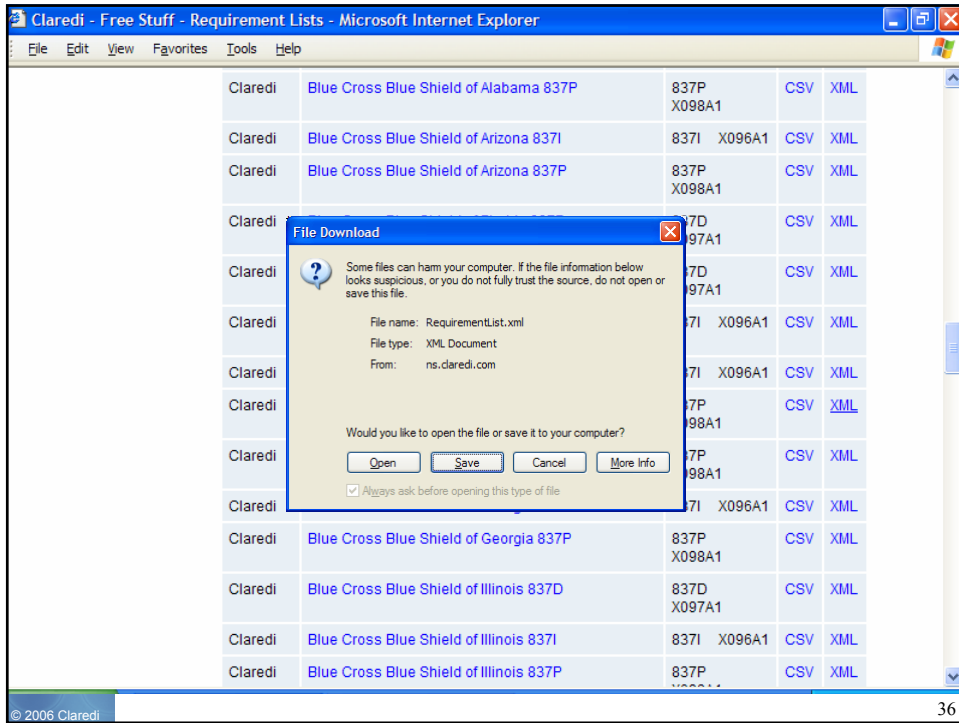 Claredi - Free Stuff - Requirement Lists - Microsoft Internet Explorer
File Edit View Favorites Tools Help
Claredi Blue Cross Blue Shield of Alabama 837P 837P X098A1 CSV XML
Claredi Blue Cross Blue Shield of Arizona 837I 837I X096A1 CSV XML
Claredi Blue Cross Blue Shield of Arizona 837P 837P X098A1 CSV XML
Claredi CSV XML
Claredi CSV XML
Claredi X096A1 CSV XML
Claredi X096A1 CSV XML
Claredi CSV XML
Claredi CSV XML
Claredi X096A1 CSV XML
File Download
Some files can harm your computer. If the file information below
looks suspicious, or you do not fully trust the source, do not open or
save this file.
File name: RequirementList.xml
File type: XML Document
From: ns.claredi.com
Would you like to open the file or save it to your computer?
Open Save Cancel More Info
Always ask before opening this type of file
Claredi Blue Cross Blue Shield of Georgia 837P 837P X098A1 CSV XML
Claredi Blue Cross Blue Shield of Illinois 837D 837D X097A1 CSV XML
Claredi Blue Cross Blue Shield of Illinois 837I 837I X096A1 CSV XML
Claredi Blue Cross Blue Shield of Illinois 837P 837P CSV XML
© 2006 Claredi
36